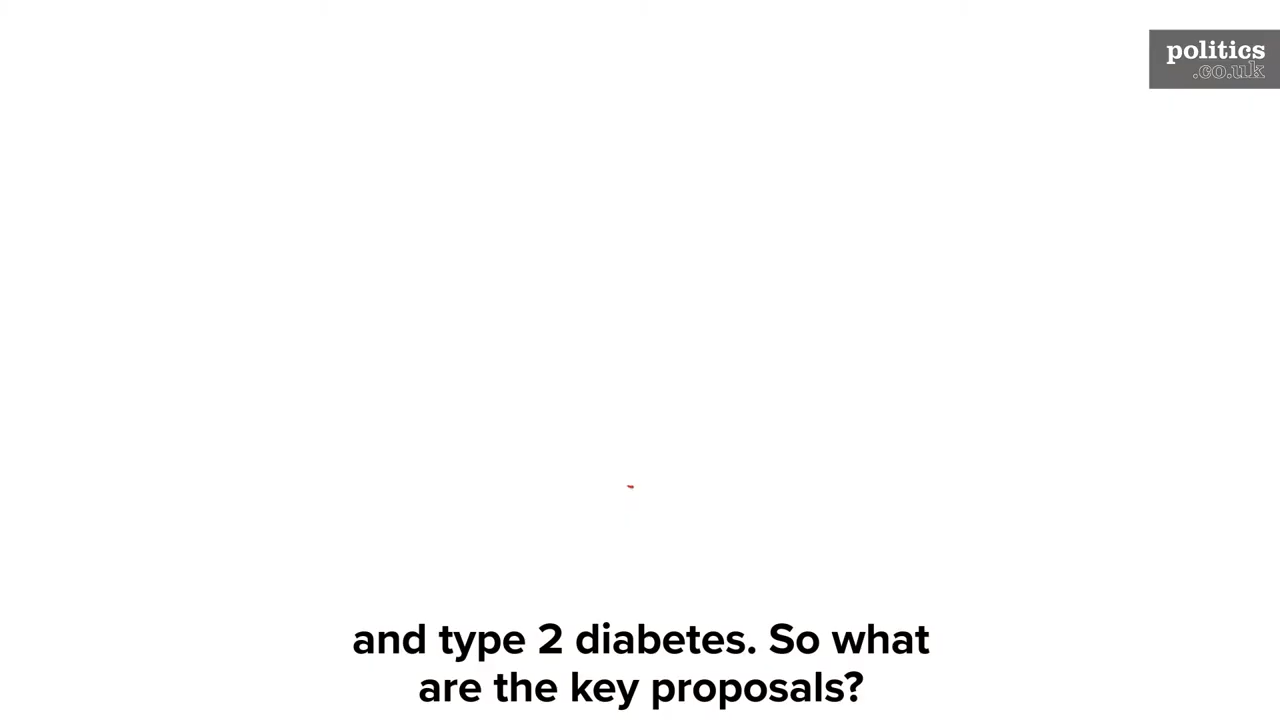 politics
.co.uk
and type 2 diabetes. So what
are the key proposals?